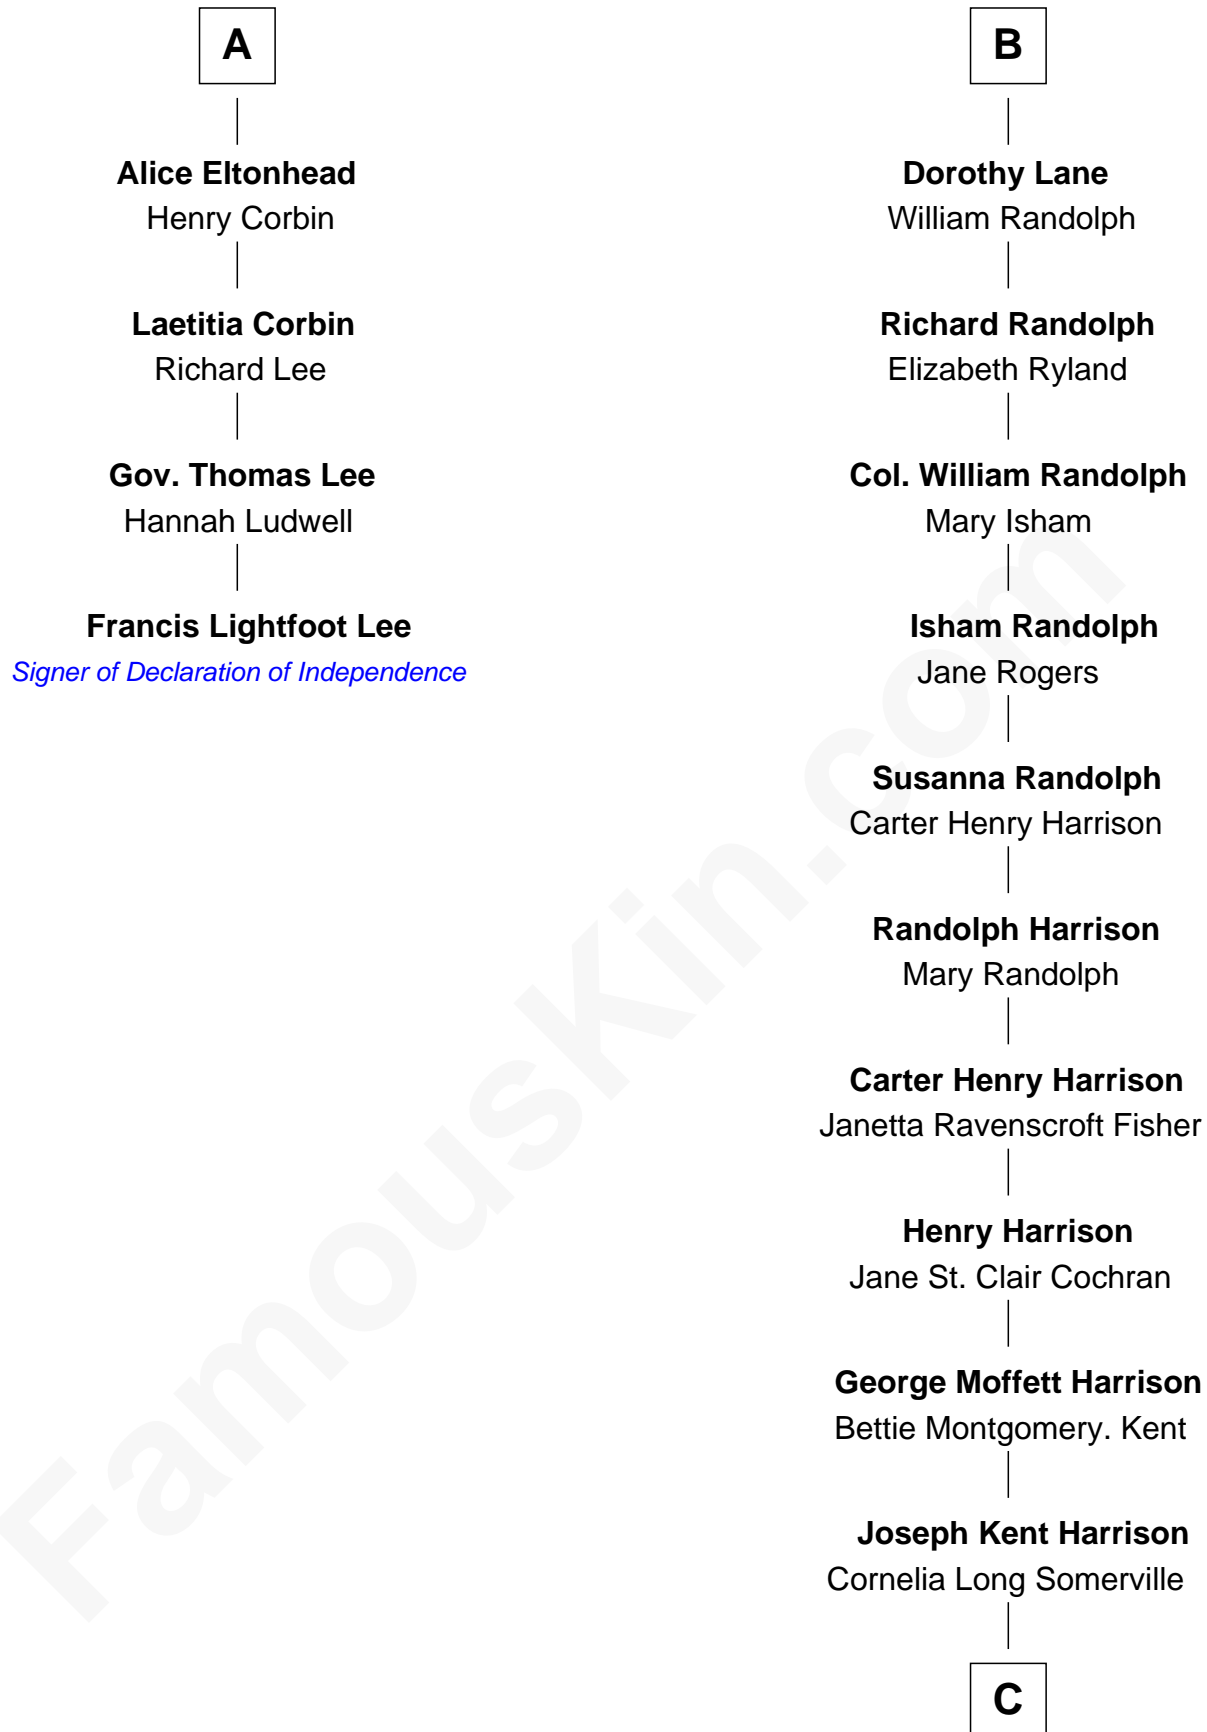 A
Alice Eltonhead
Henry Corbin
Laetitia Corbin
Richard Lee
Gov. Thomas Lee
Hannah Ludwell
Francis Lightfoot Lee
Signer of Declaration of Independence
B
Dorothy Lane
William Randolph
Richard Randolph
Elizabeth Ryland
Col. William Randolph
Mary Isham
Isham Randolph
Jane Rogers
Susanna Randolph
Carter Henry Harrison
Randolph Harrison
Mary Randolph
Carter Henry Harrison
Janetta Ravenscroft Fisher
Henry Harrison
Jane St. Clair Cochran
George Moffett Harrison
Bettie Montgomery. Kent
Joseph Kent Harrison
Cornelia Long Somerville
C
FamousKin.com